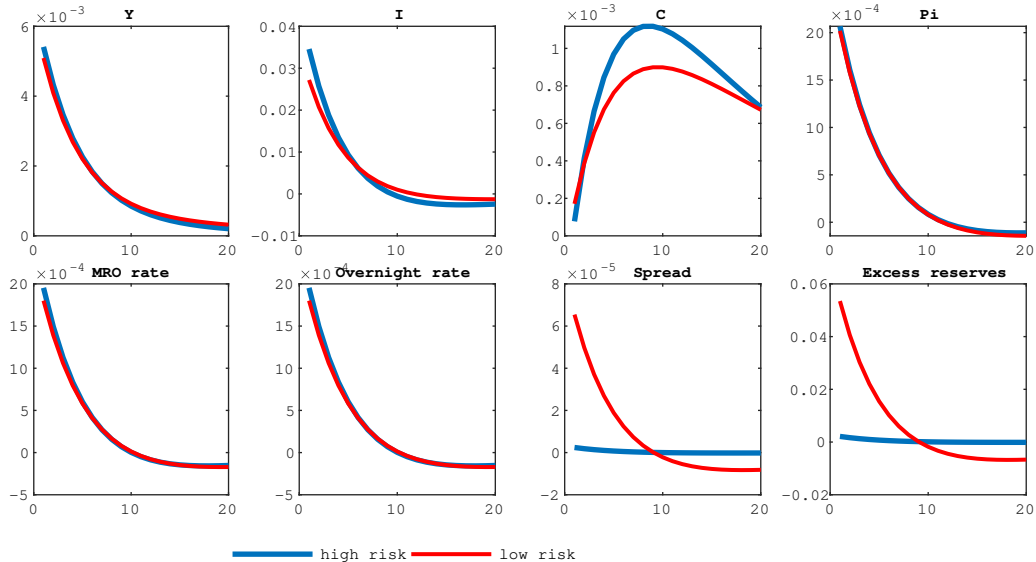 Y I C Pi
×10⁻³ ×10⁻³ ×10⁻⁴
6 0.04 1 20
4 0.03 0.8 15
0.02 0.6 10
2 0.01 0.4 5
0 0.2 0
0 -0.01 0
0 10 20 0 10 20 0 10 20 0 10 20
×10⁻⁴ MRO rate ×10⁻⁴ Overnight rate ×10⁻⁵ Spread Excess reserves
20 20 8 0.06
15 15 6 0.04
10 10 4
5 5 2 0.02
0 0 0 0
-5 -5 -2 -0.02
0 10 20 0 10 20 0 10 20 0 10 20
high risk low risk